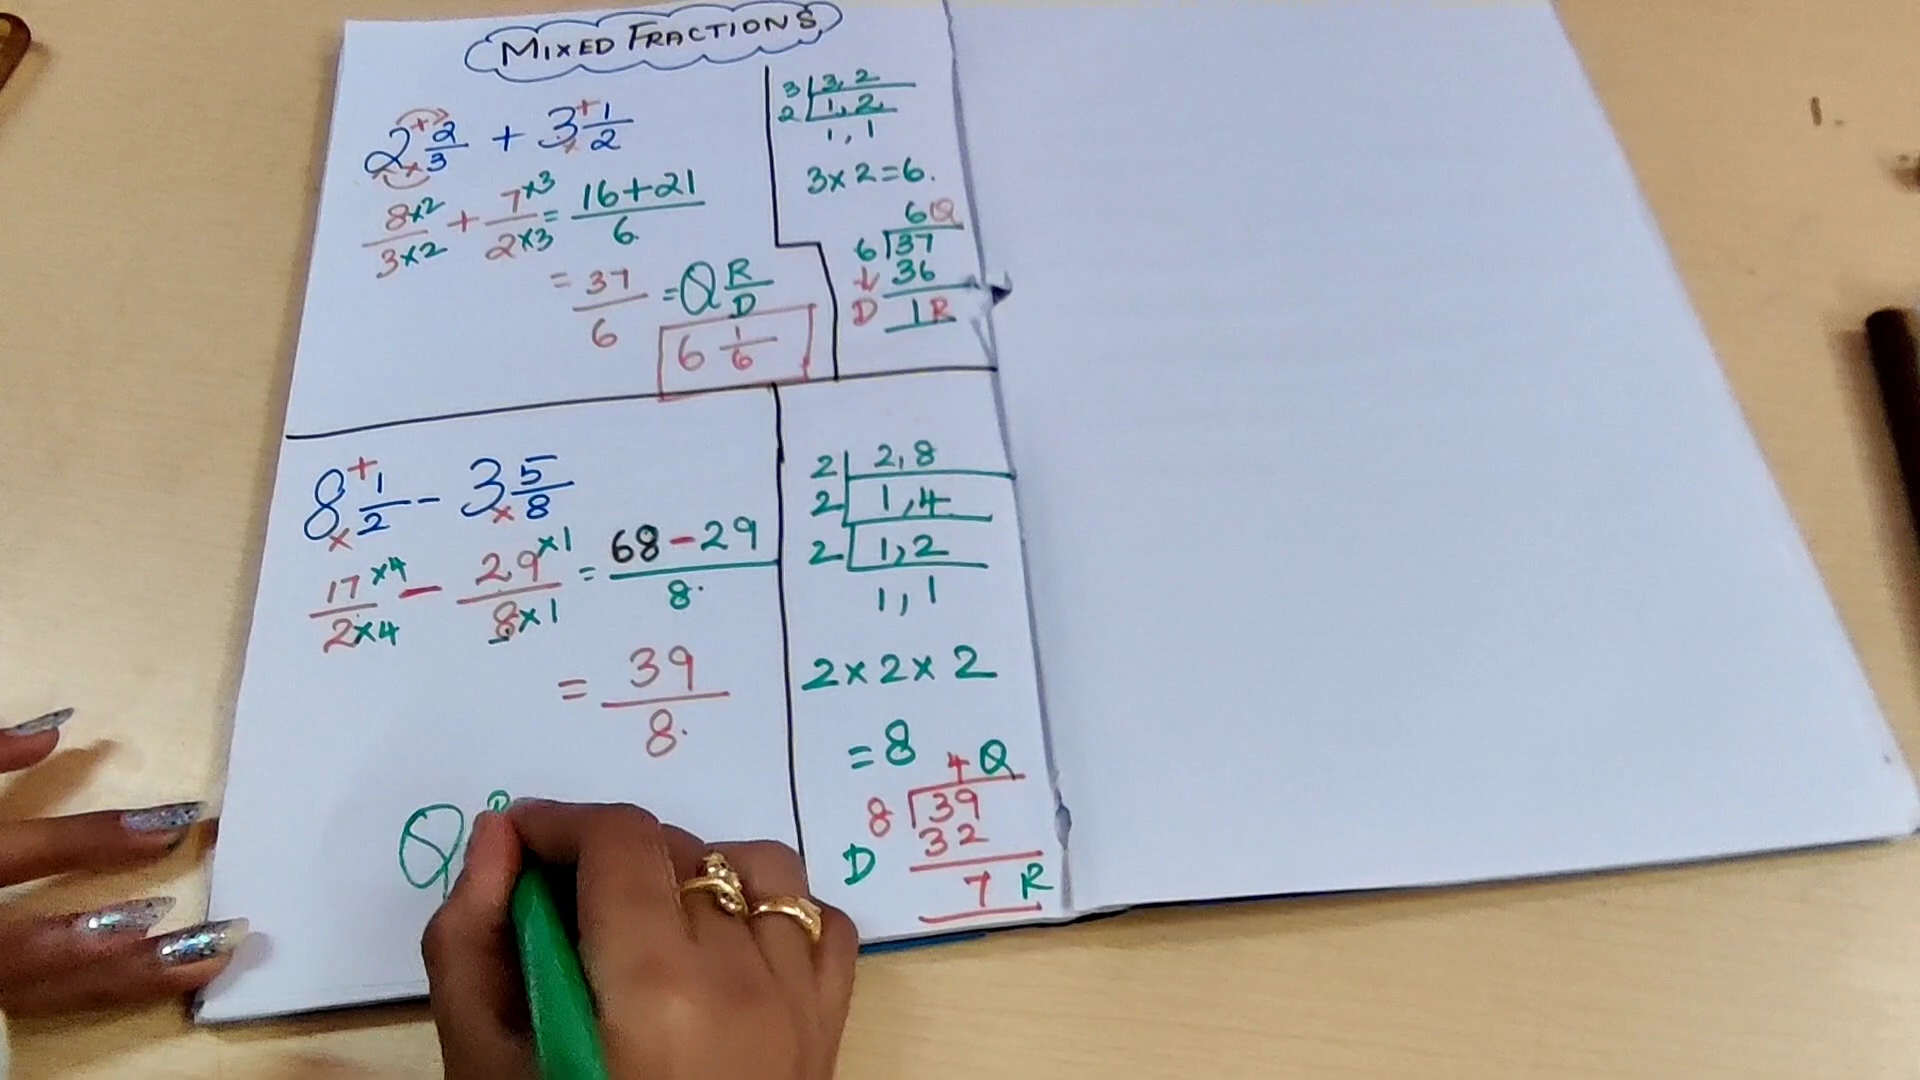 MIXED FRACTIONS
2 + 2/3 + 3 + 1/2
× ×
8×2/3×2 + 7×3/2×3 = 16+21/6
= 37/6 = Q R/D
6 1/6
3 | 3, 2
2 | 1, 2
1, 1
3×2=6.
6 Q
6 ) 37
36
D 1 R
8 + 1/2 - 3 5/8
× ×
17×4/2×4 - 29×1/8×1 = 68-29/8.
= 39/8.
Q
2 | 2, 8
2 | 1, 4
2 | 1, 2
1, 1
2×2×2
= 8
4 Q
8 ) 39
32
D 7 R